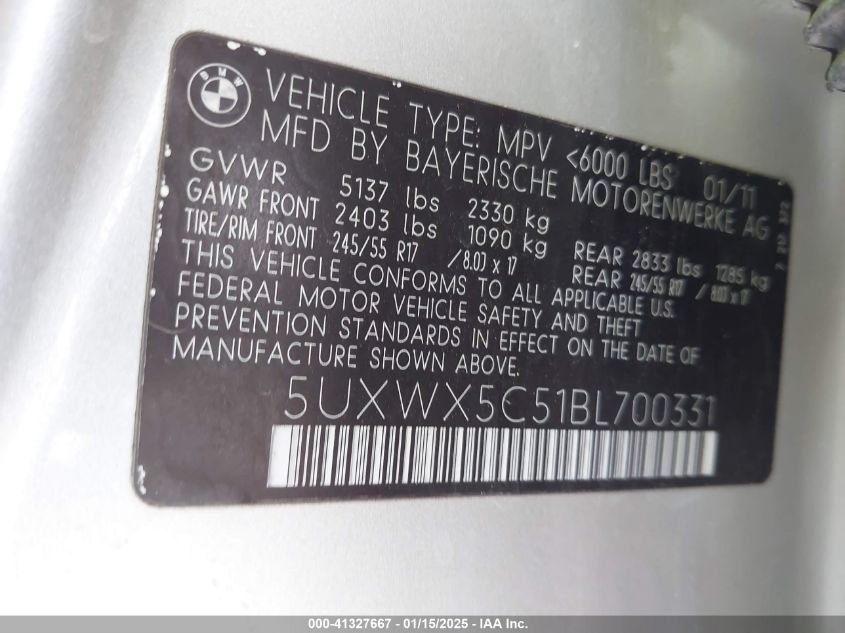 BMW
VEHICLE TYPE: MPV <6000 LBS 01/11
MFD BY BAYERISCHE MOTORENWERKE AG
GVWR 5137 lbs 2330 kg
GAWR FRONT 2403 lbs 1090 kg REAR 2833 lbs 1285 kg
TIRE/RIM FRONT 245/55 R17 /8.0J x 17 REAR 245/55 R17 / 8.0J x 17
THIS VEHICLE CONFORMS TO ALL APPLICABLE U.S.
FEDERAL MOTOR VEHICLE SAFETY AND THEFT
PREVENTION STANDARDS IN EFFECT ON THE DATE OF
MANUFACTURE SHOWN ABOVE.
5UXWX5C51BL700331
000-41327667 - 01/15/2025 - IAA Inc.